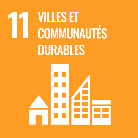 11 VILLES ET
COMMUNAUTÉS
DURABLES